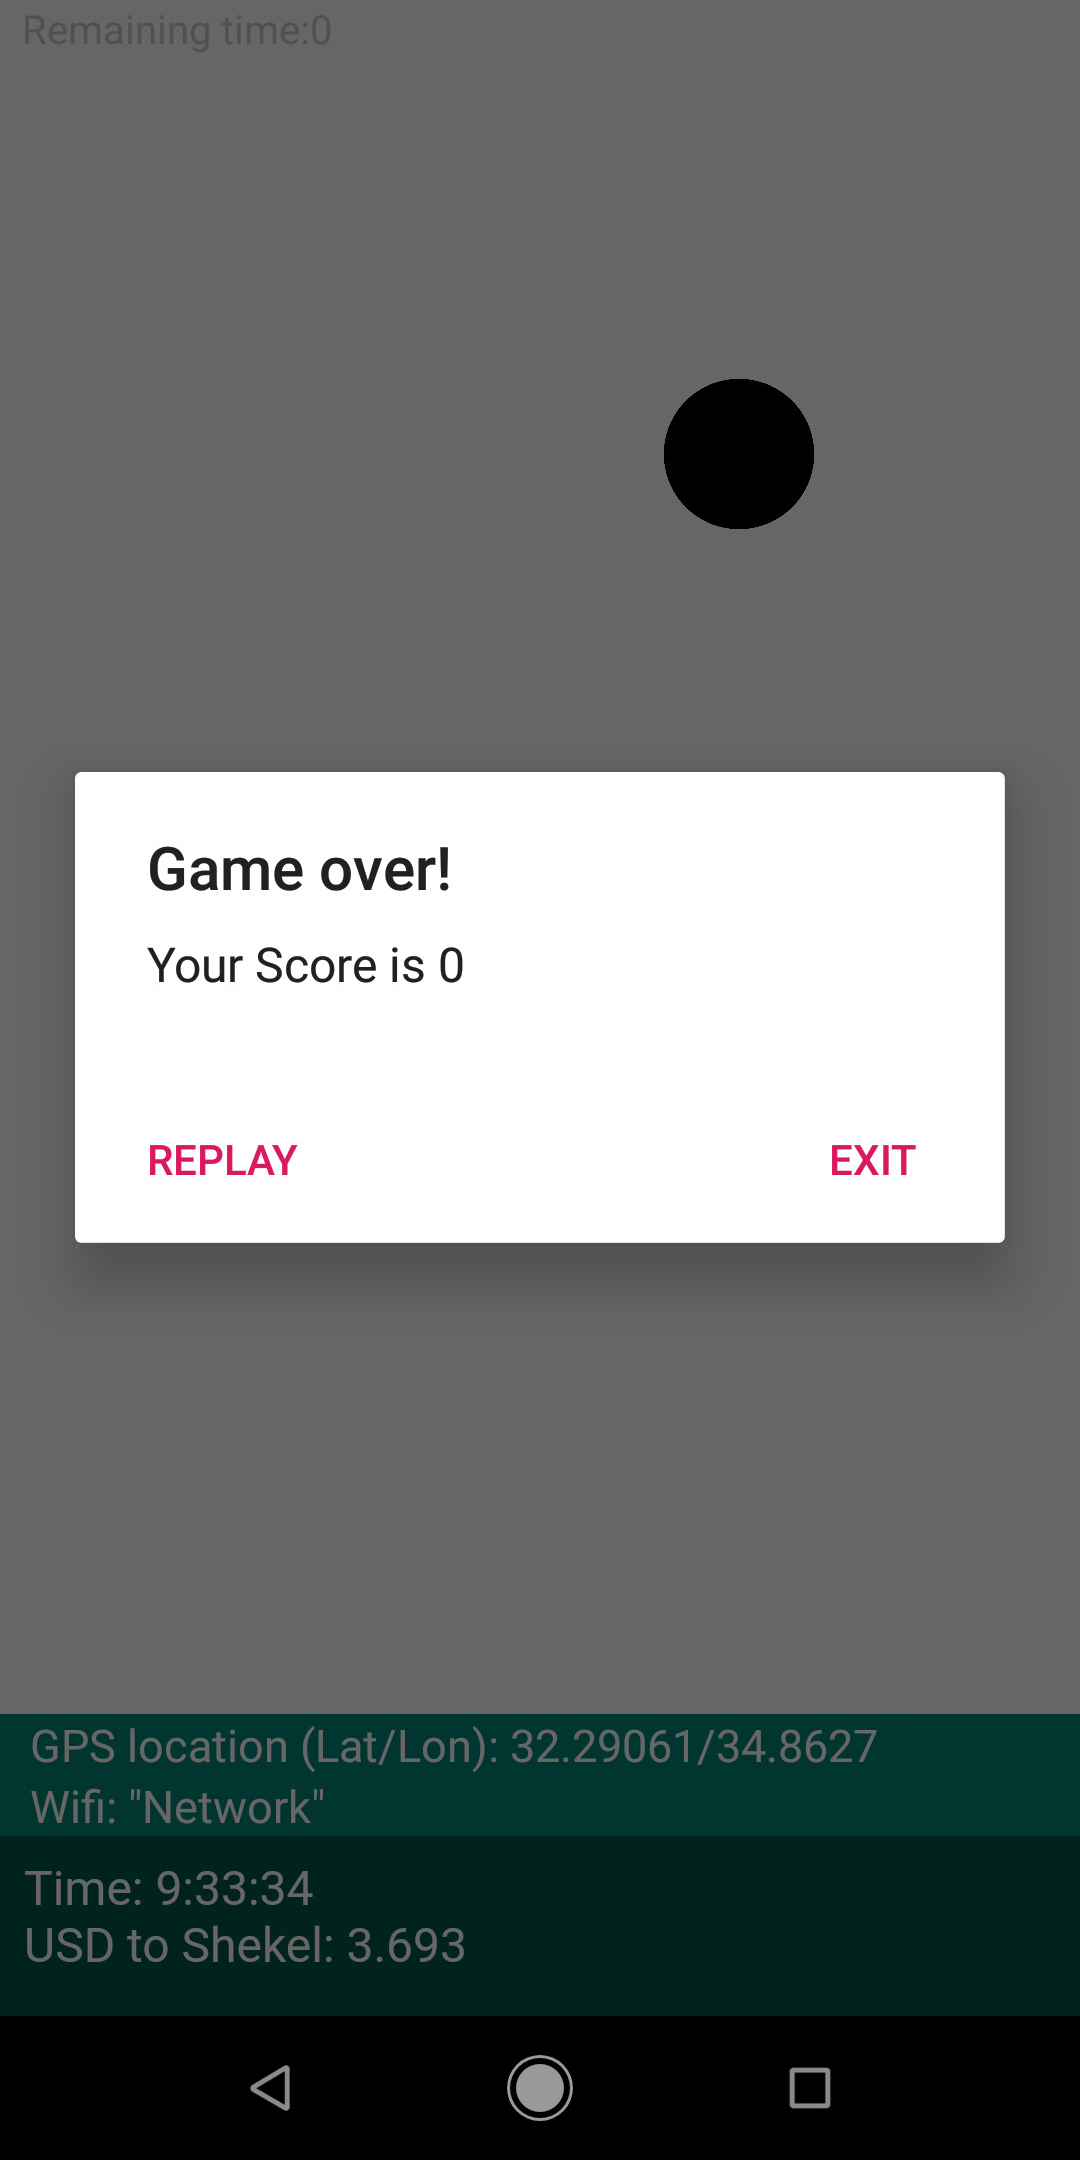 Remaining time:0
Game over!
Your Score is 0
REPLAY
EXIT
GPS location (Lat/Lon): 32.29061/34.8627
Wifi: "Network"
Time: 9:33:34
USD to Shekel: 3.693